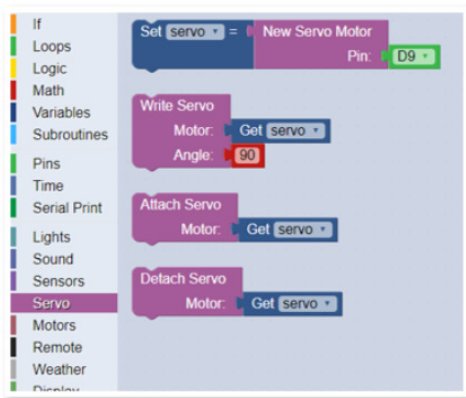 If
Loops
Logic
Math
Variables
Subroutines
Pins
Time
Serial Print
Lights
Sound
Sensors
Servo
Motors
Remote
Weather
Display
Set servo = New Servo Motor
Pin: D9
Write Servo
Motor: Get servo
Angle: 90
Attach Servo
Motor: Get servo
Detach Servo
Motor: Get servo